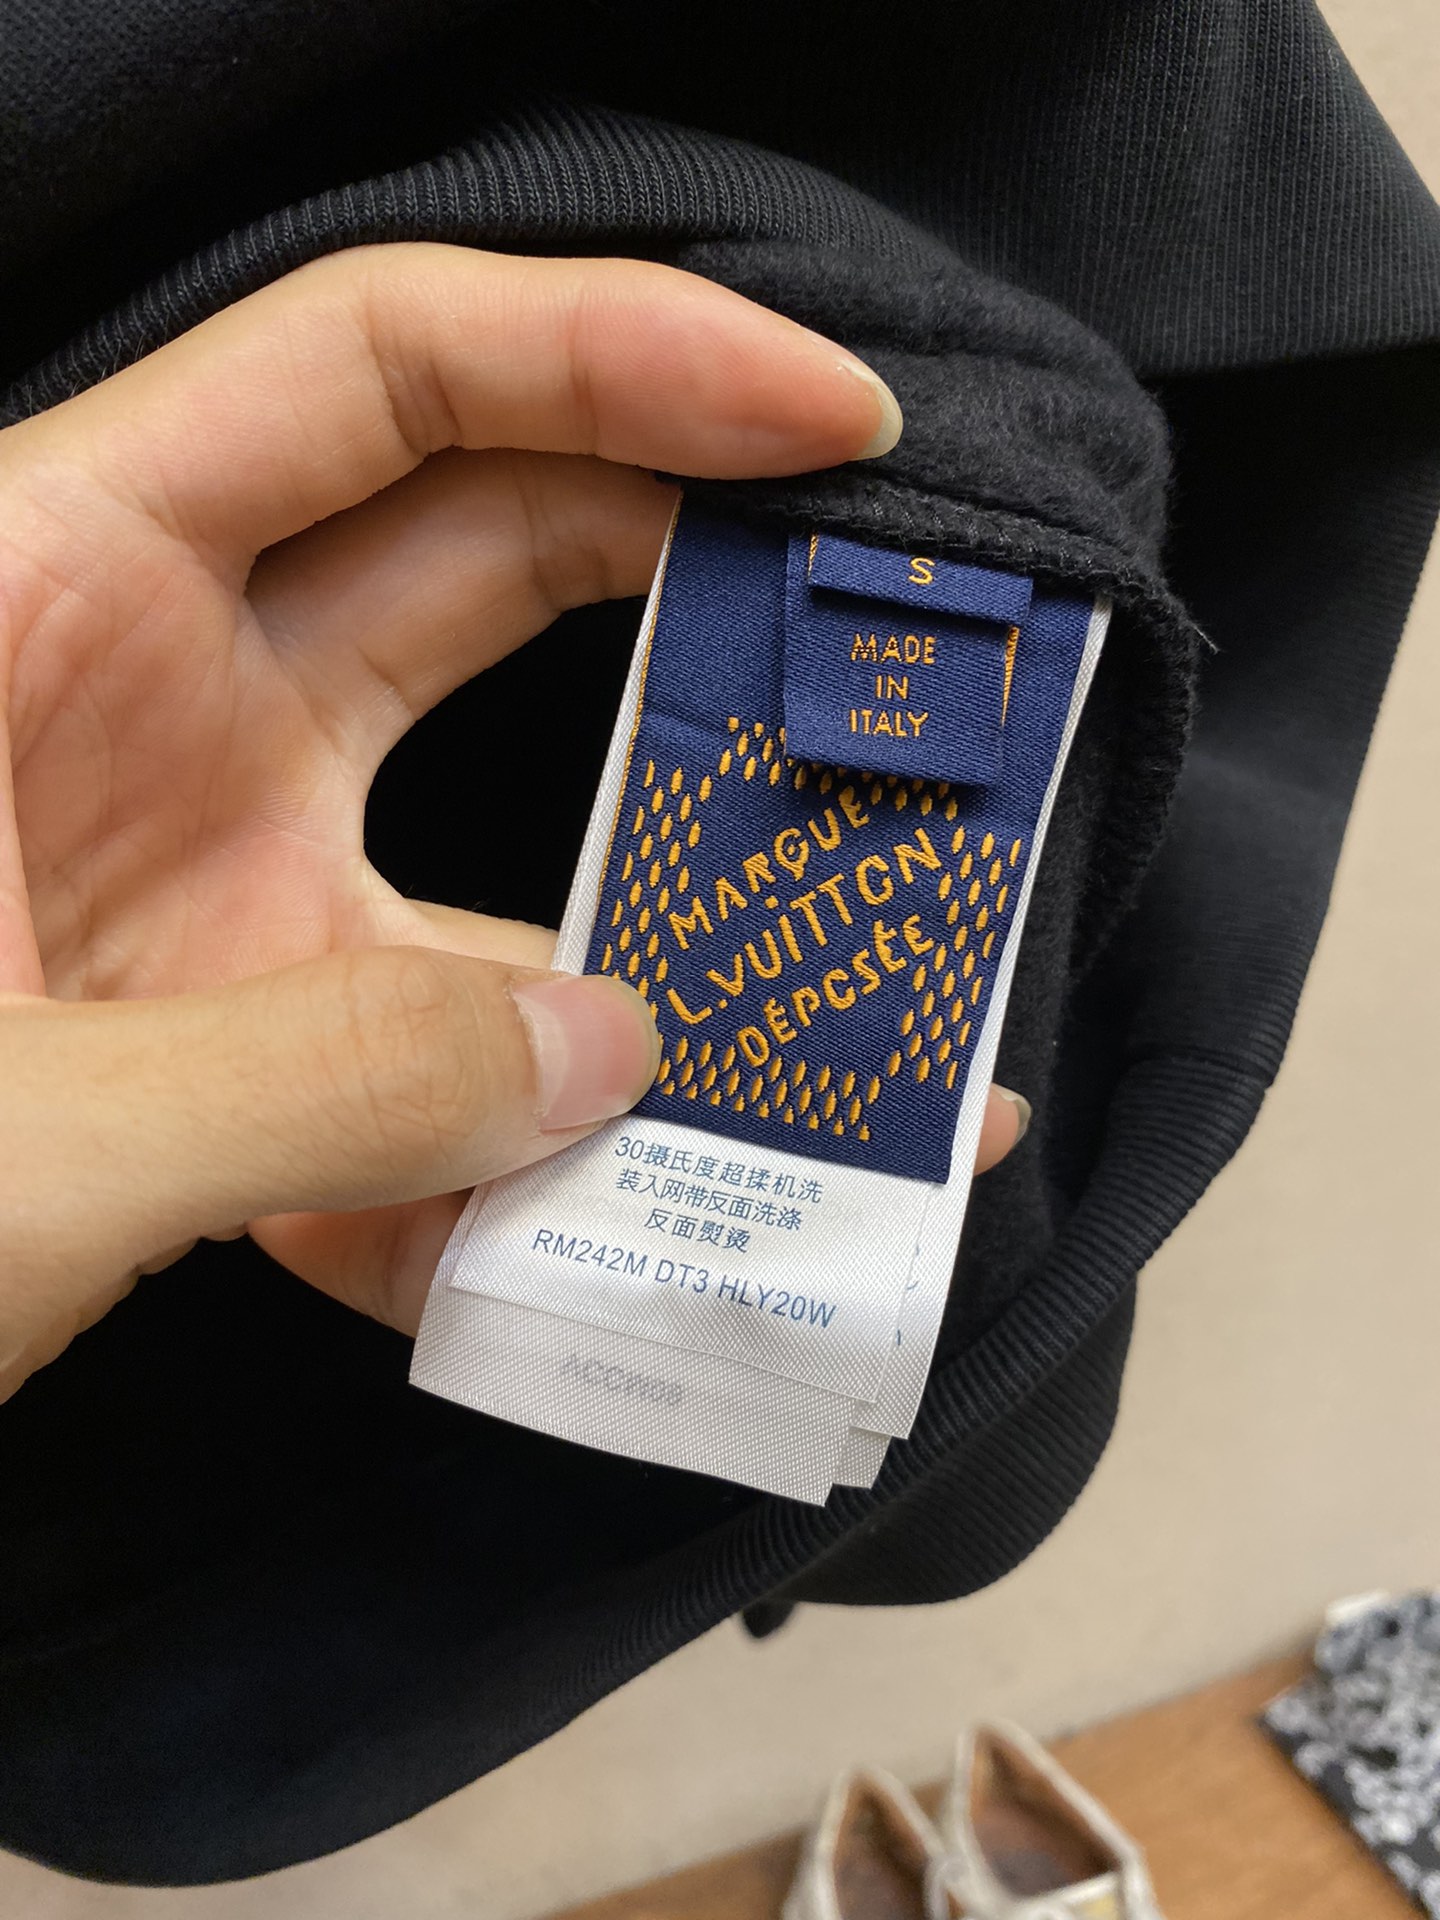 S
MADE
IN
ITALY
MARQUE
L.VUITTON
DÉPOSÉE
30摄氏度超揉机洗
装入网带反面洗涤
反面熨烫
RM242M DT3 HLY20W